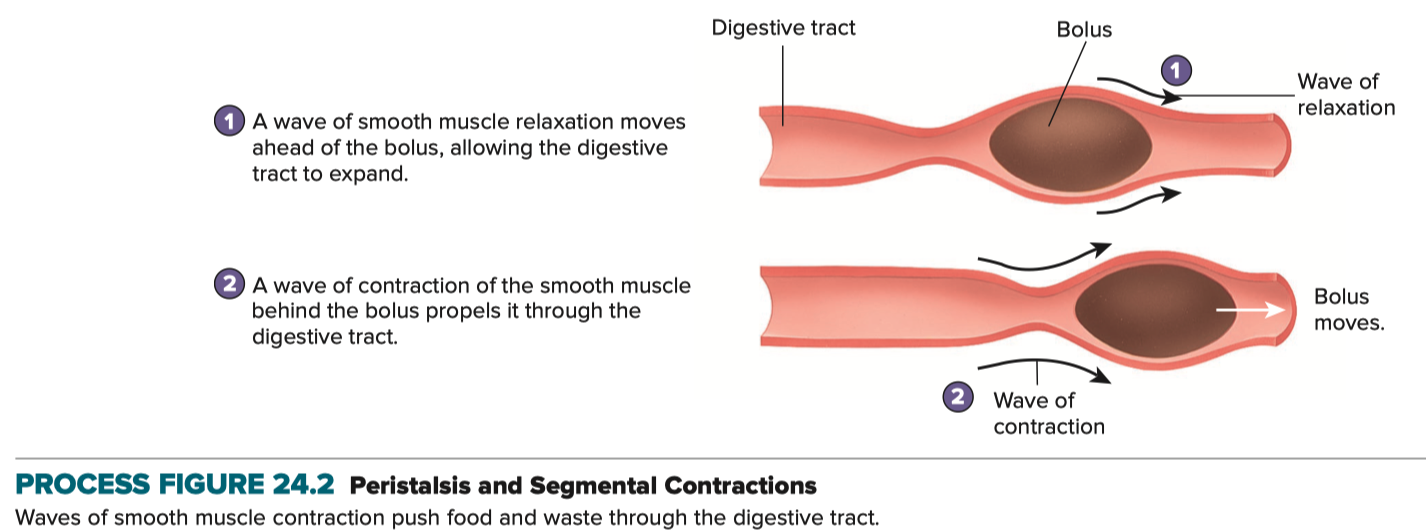 Digestive tract
Bolus
1
Wave of
relaxation
1 A wave of smooth muscle relaxation moves
ahead of the bolus, allowing the digestive
tract to expand.
2 A wave of contraction of the smooth muscle
behind the bolus propels it through the
digestive tract.
Bolus
moves.
2 Wave of
contraction
PROCESS FIGURE 24.2 Peristalsis and Segmental Contractions
Waves of smooth muscle contraction push food and waste through the digestive tract.